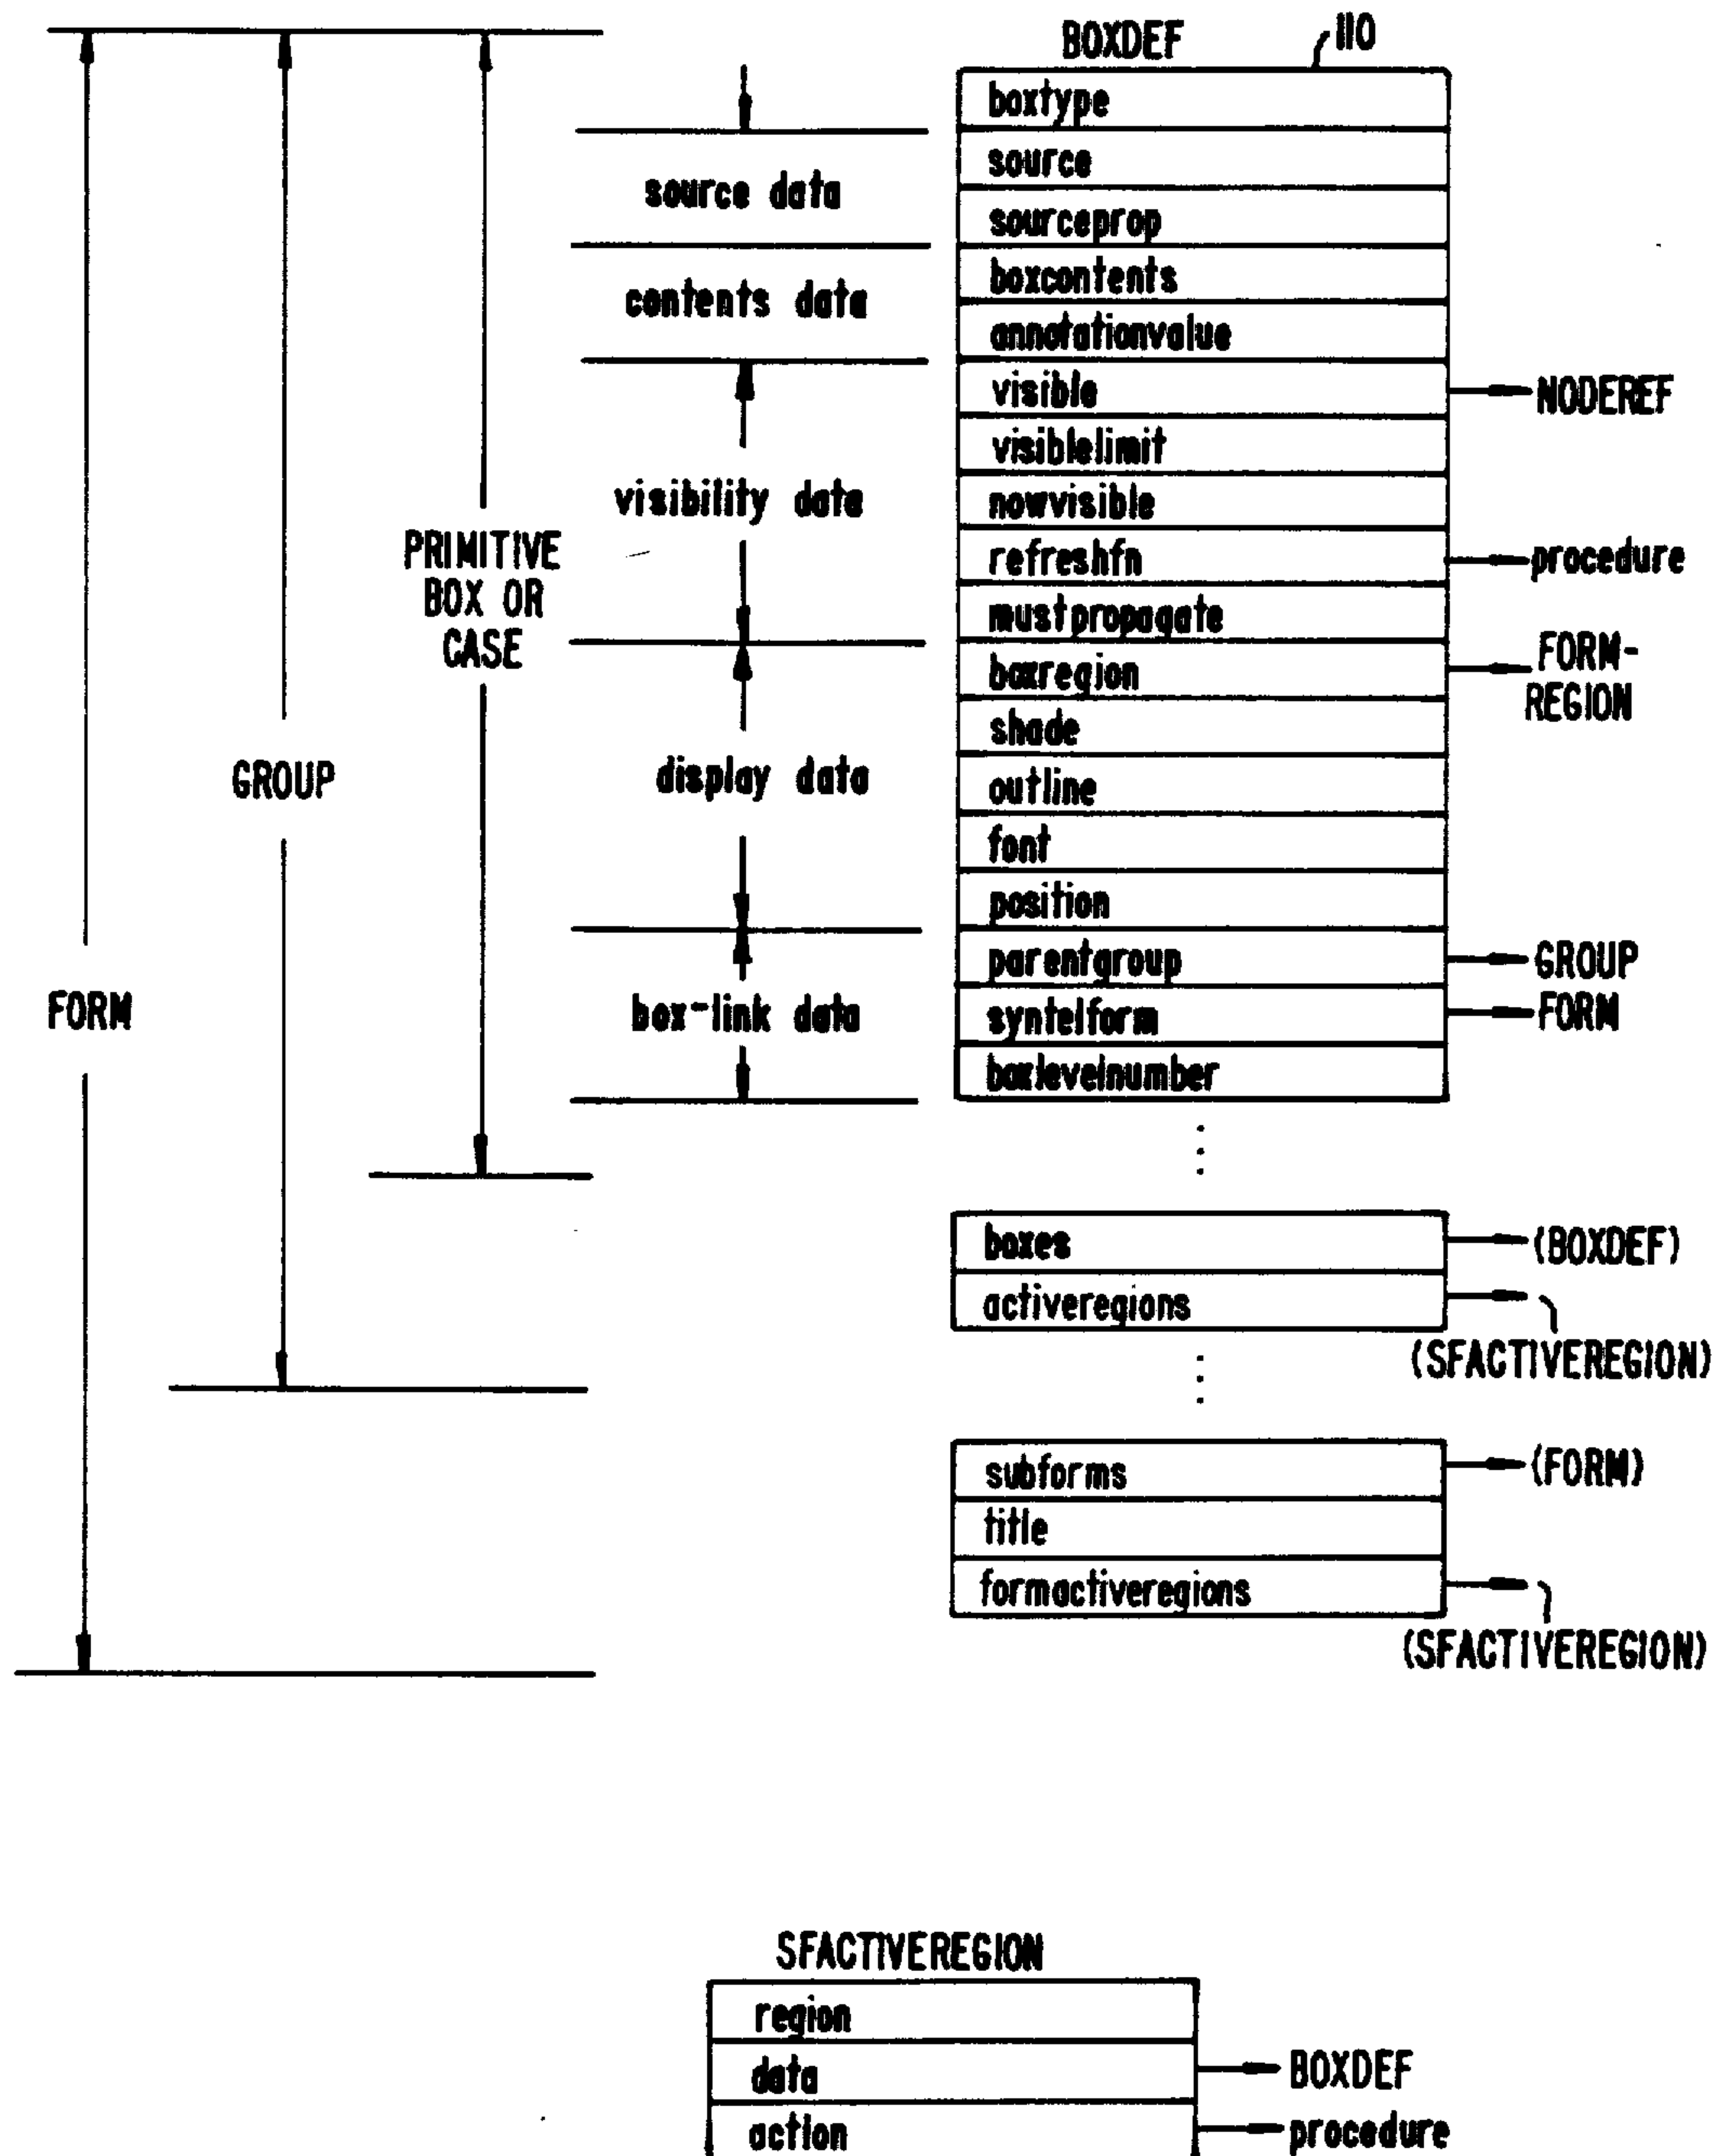 BOXDEF 110
boxtype
source
source data
sourceprop
boxcontents
contents data
annotationvalue
visible NODEREF
visiblelimit
visibility data
nowvisible
PRIMITIVE
BOX OR
CASE
refreshfn procedure
mustpropagate
boxregion FORM-
REGION
shade
GROUP
display data
outline
font
position
parentgroup GROUP
FORM
box-link data
syntelform FORM
boxlevelnumber
boxes (BOXDEF)
activeregions
(SFACTIVEREGION)
subforms (FORM)
title
formactiveregions
(SFACTIVEREGION)
SFACTIVEREGION
region
data BOXDEF
action procedure